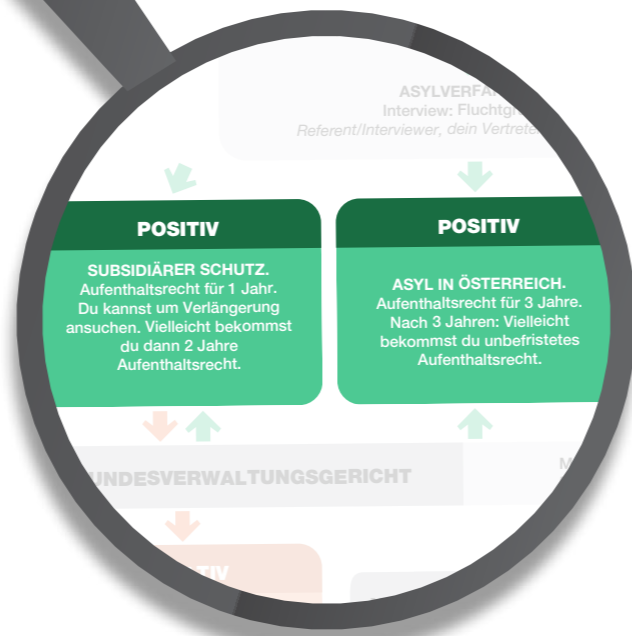 ASYLVERFA
Interview: Fluchtgr
Referent/Interviewer, dein Vertrete
POSITIV
SUBSIDIÄRER SCHUTZ.
Aufenthaltsrecht für 1 Jahr.
Du kannst um Verlängerung
ansuchen. Vielleicht bekommst
du dann 2 Jahre
Aufenthaltsrecht.
POSITIV
ASYL IN ÖSTERREICH.
Aufenthaltsrecht für 3 Jahre.
Nach 3 Jahren: Vielleicht
bekommst du unbefristetes
Aufenthaltsrecht.
UNDESVERWALTUNGSGERICHT
M
TIV